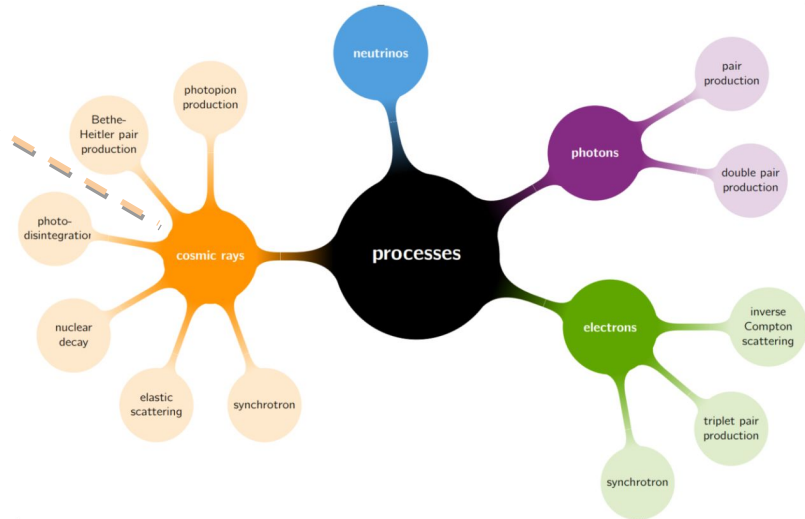 neutrinos
pair
production
photopion
production
Bethe-
Heitler pair
production
photons
double pair
production
photo-
disintegration
cosmic rays
processes
nuclear
decay
electrons
inverse
Compton
scattering
elastic
scattering
synchrotron
triplet pair
production
synchrotron